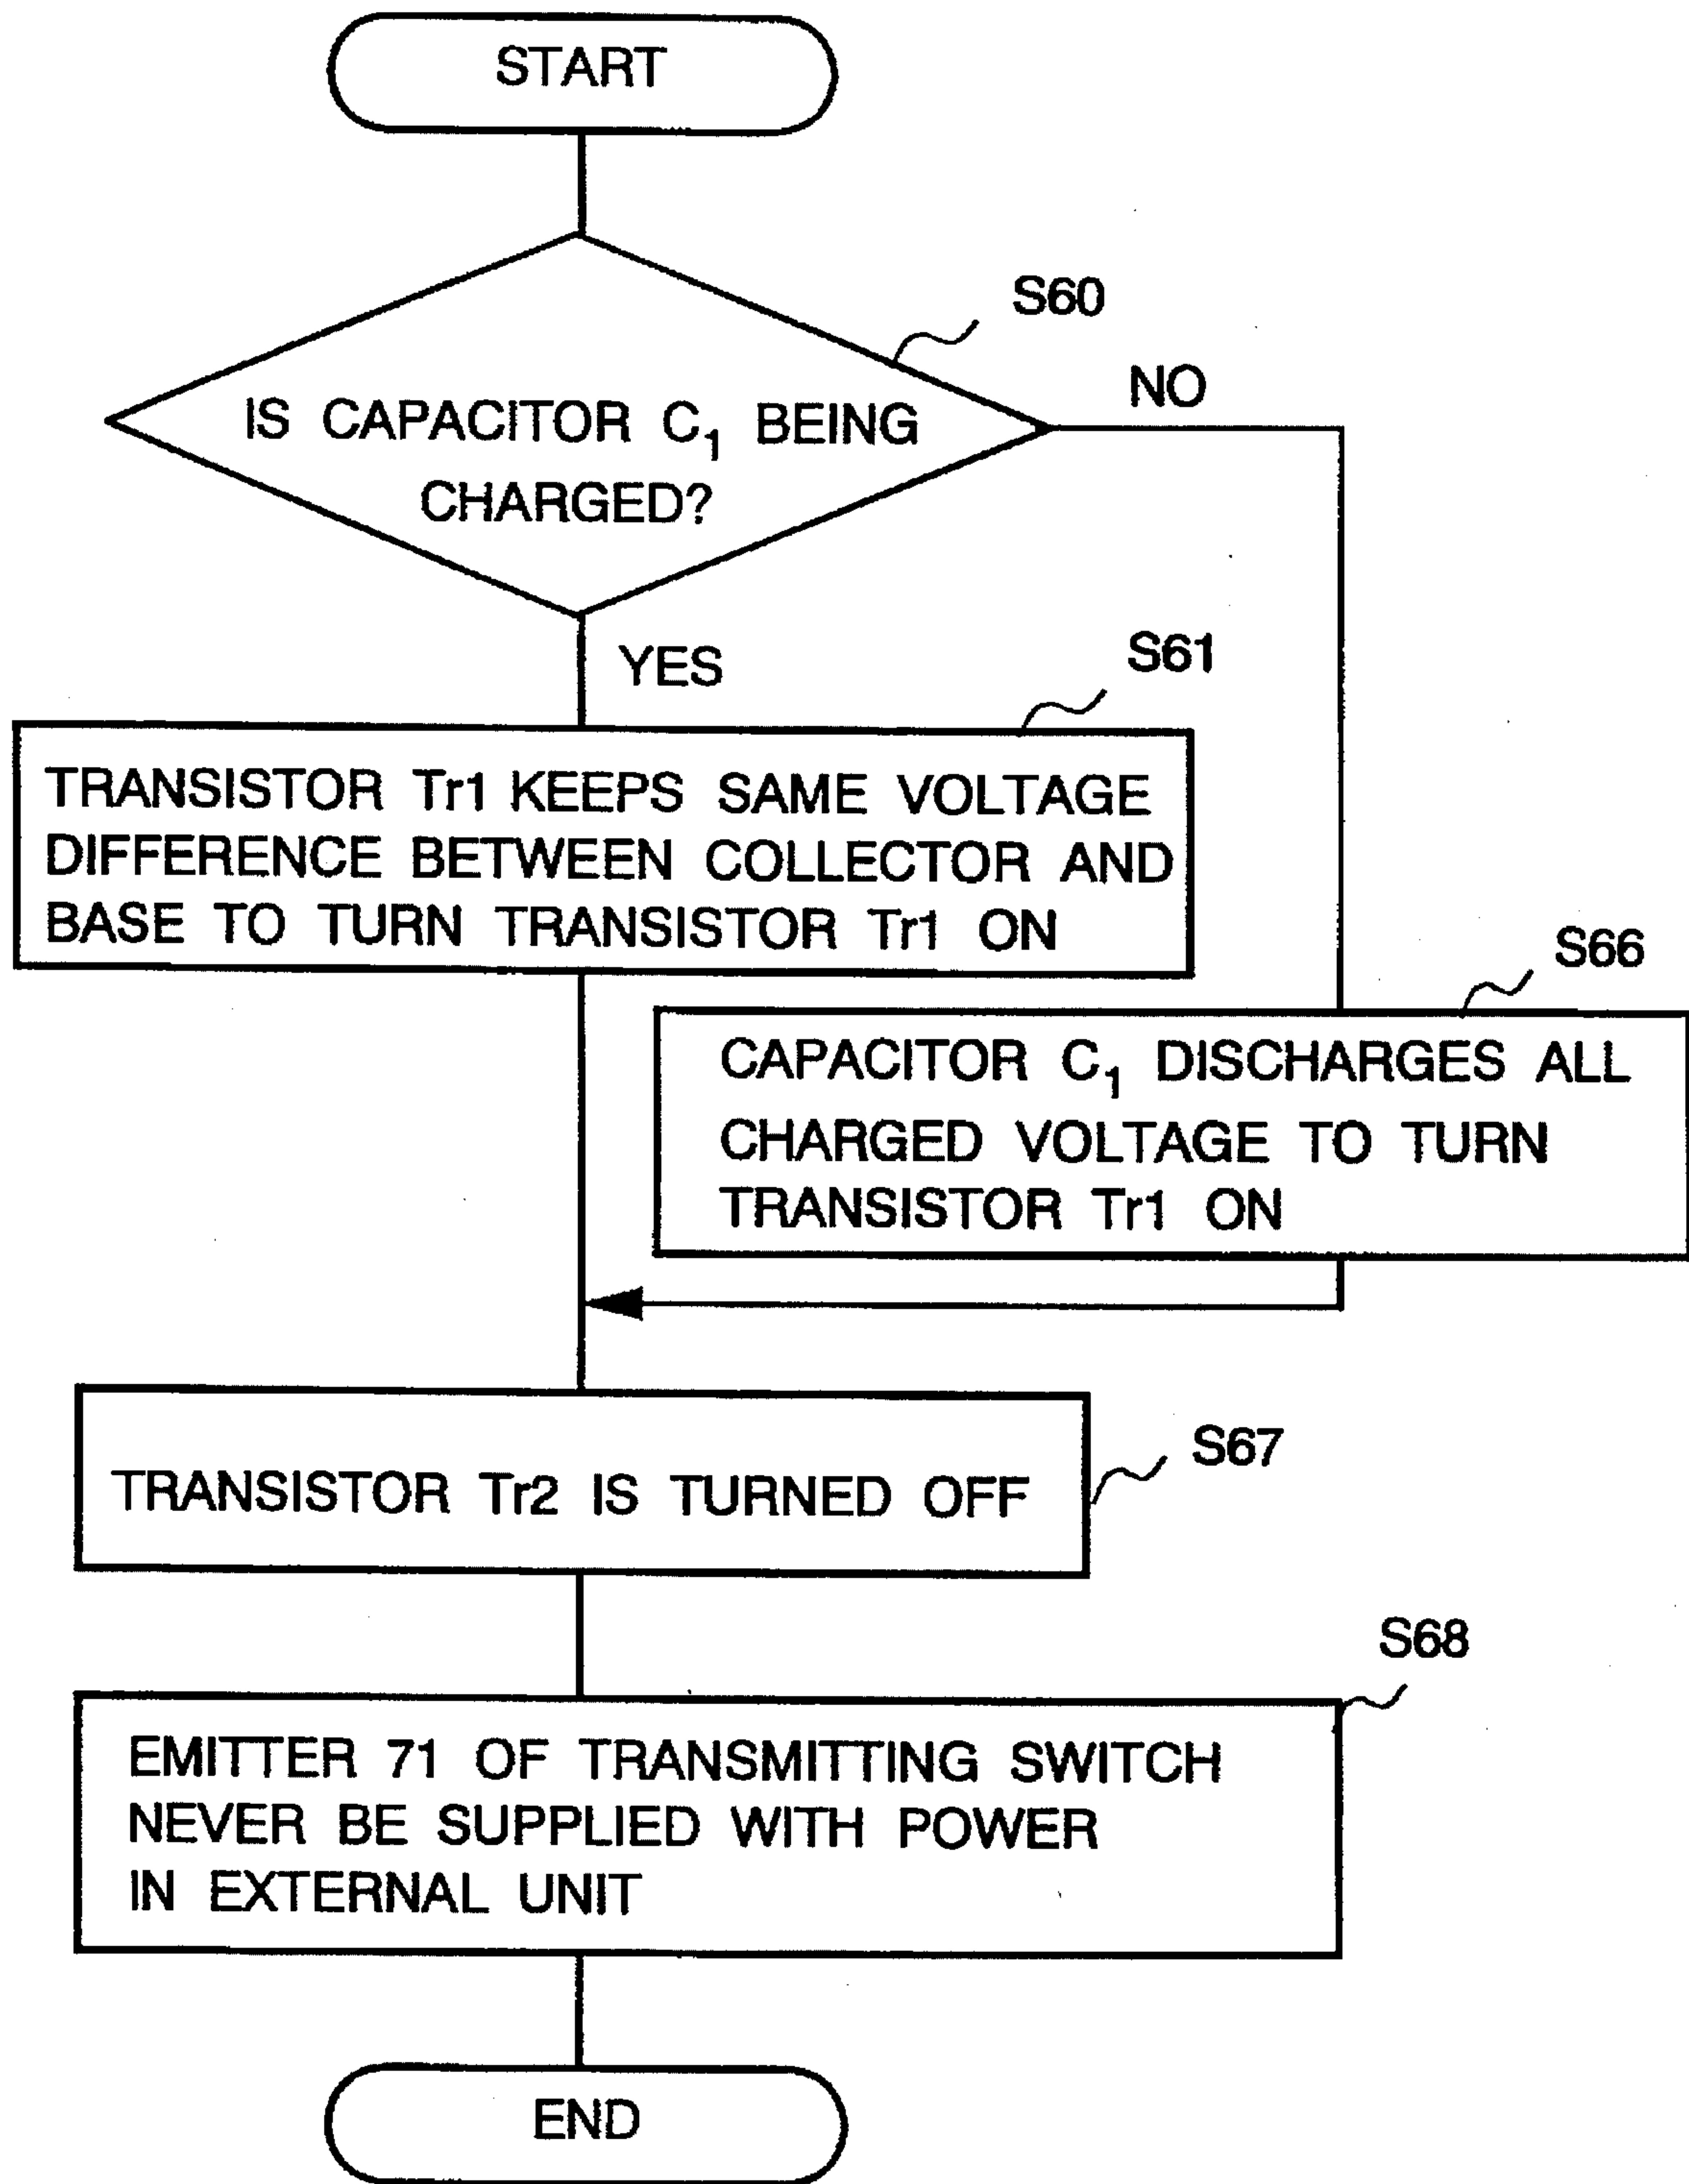 START
S60
NO
IS CAPACITOR C₁ BEING
CHARGED?
YES
S61
TRANSISTOR Tr1 KEEPS SAME VOLTAGE
DIFFERENCE BETWEEN COLLECTOR AND
BASE TO TURN TRANSISTOR Tr1 ON
S66
CAPACITOR C₁ DISCHARGES ALL
CHARGED VOLTAGE TO TURN
TRANSISTOR Tr1 ON
S67
TRANSISTOR Tr2 IS TURNED OFF
S68
EMITTER 71 OF TRANSMITTING SWITCH
NEVER BE SUPPLIED WITH POWER
IN EXTERNAL UNIT
END